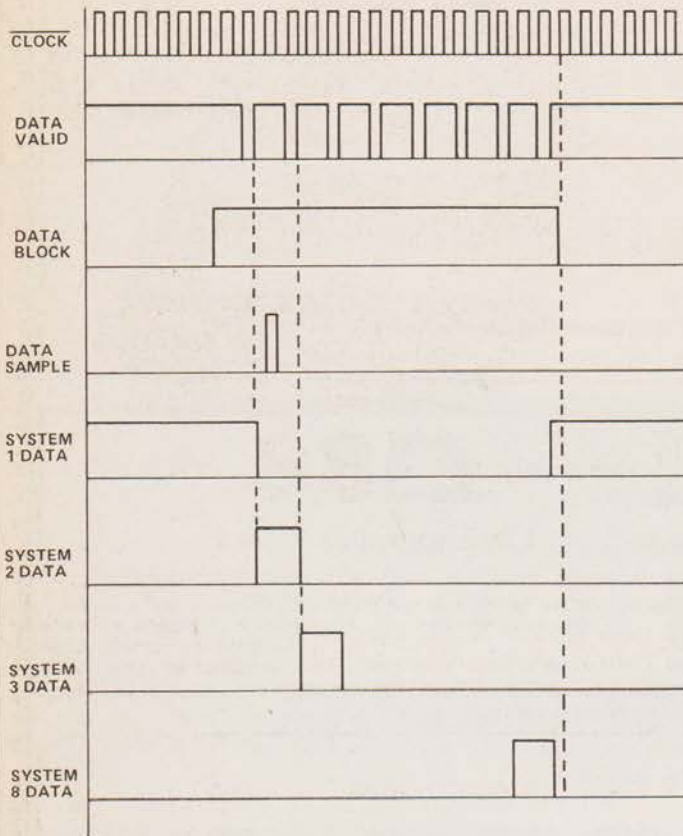 CLOCK
DATA
VALID
DATA
BLOCK
DATA
SAMPLE
SYSTEM
1 DATA
SYSTEM
2 DATA
SYSTEM
3 DATA
SYSTEM
8 DATA